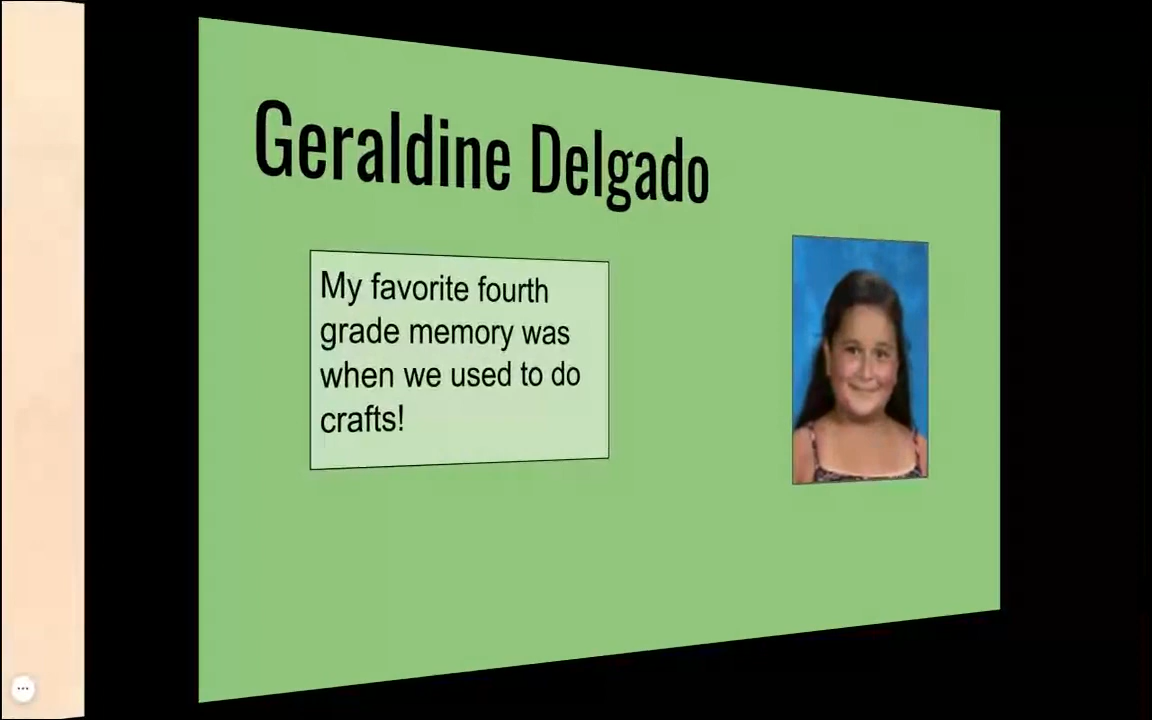 Geraldine Delgado
My favorite fourth
grade memory was
when we used to do
crafts!